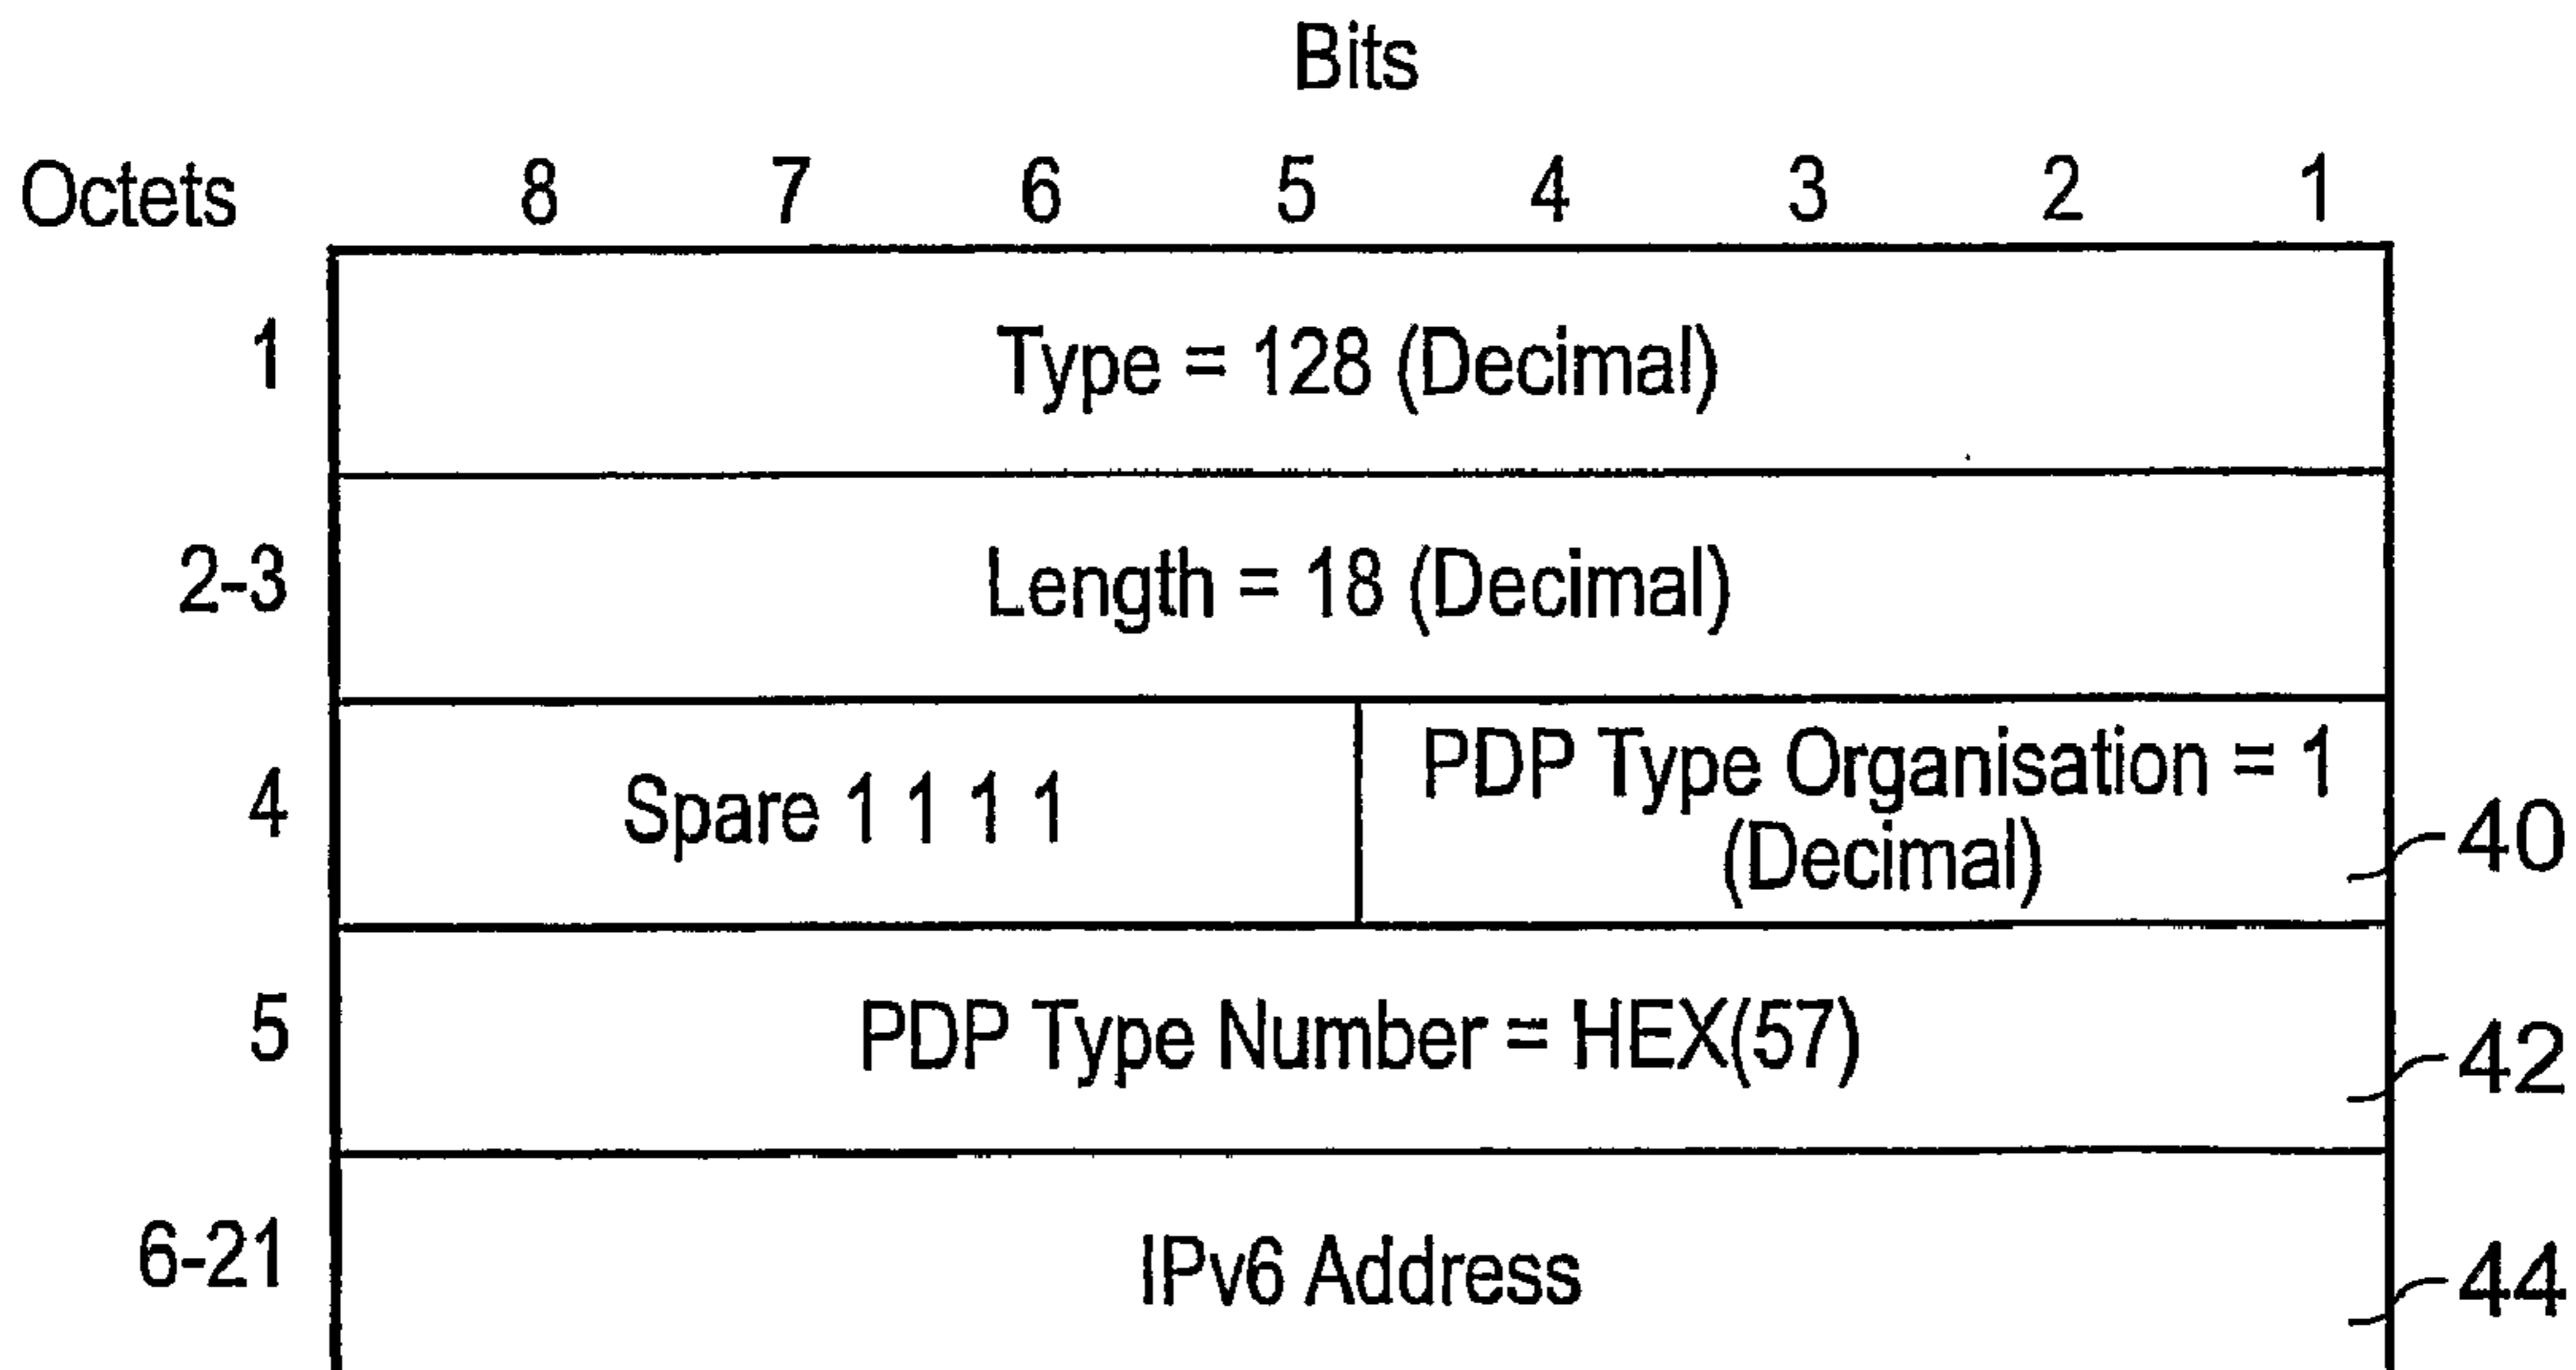 Bits
Octets 8 7 6 5 4 3 2 1
1 Type = 128 (Decimal)
2-3 Length = 18 (Decimal)
4 Spare 1 1 1 1 PDP Type Organisation = 1
(Decimal) 40
5 PDP Type Number = HEX(57) 42
6-21 IPv6 Address 44